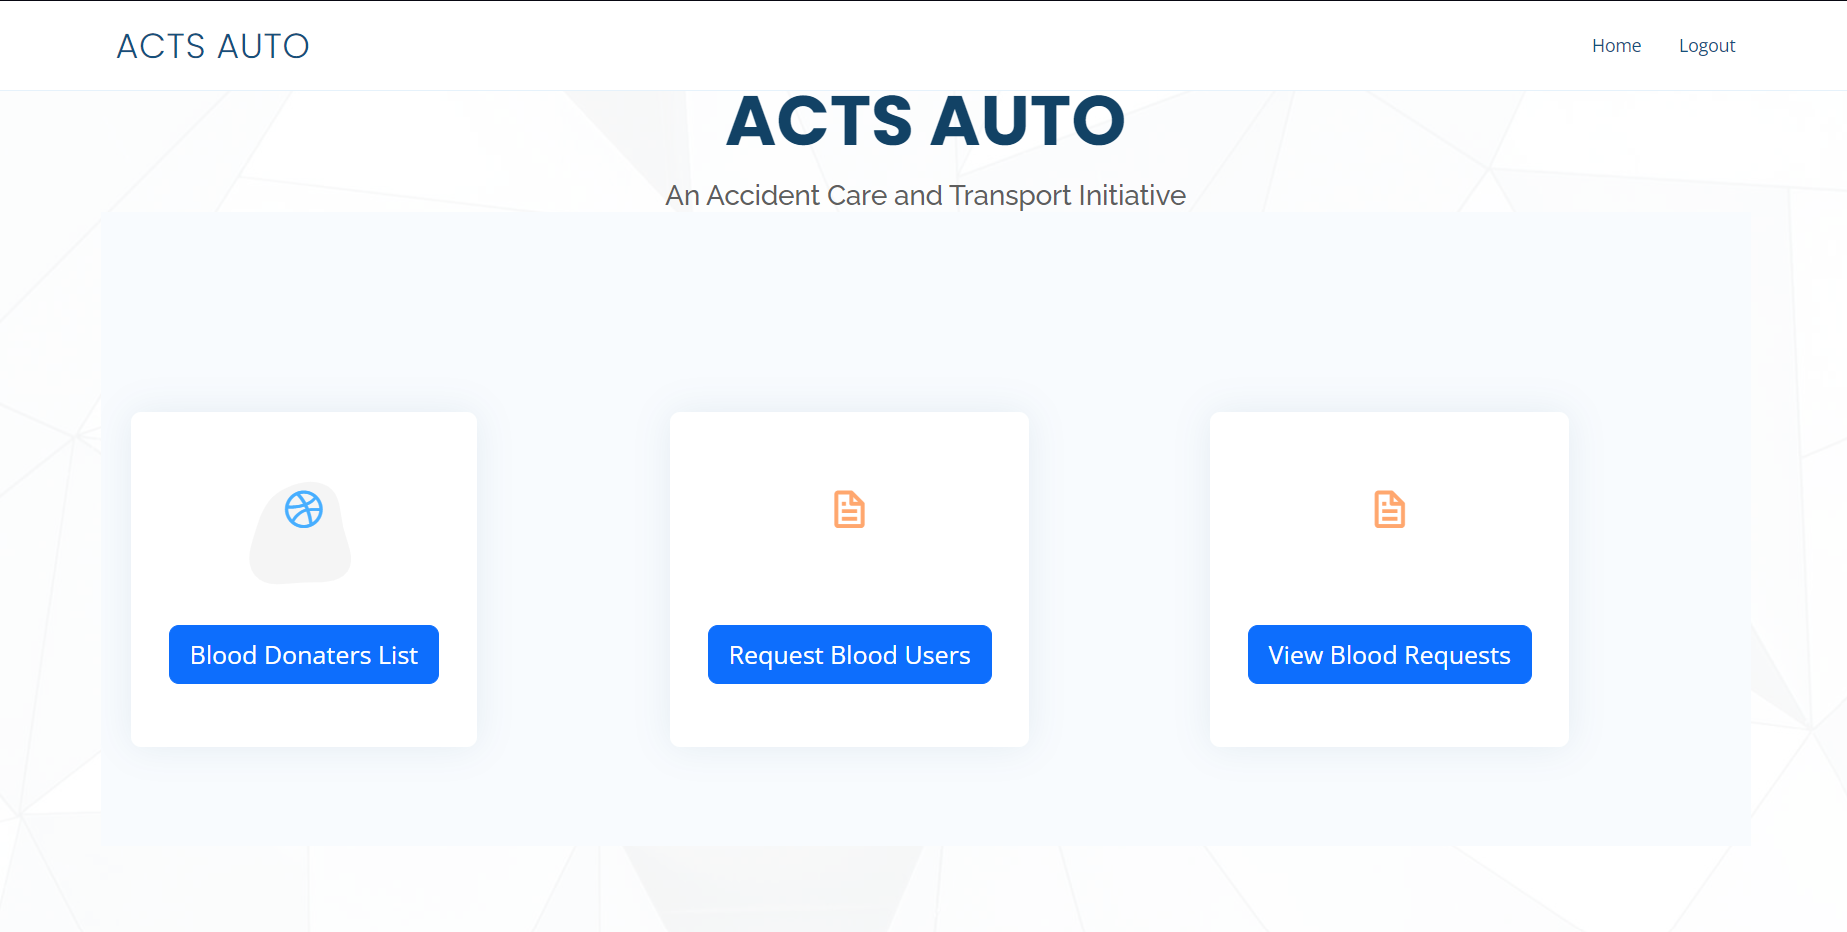 ACTS AUTO
Home
Logout
ACTS AUTO
An Accident Care and Transport Initiative
Blood Donaters List
Request Blood Users
View Blood Requests